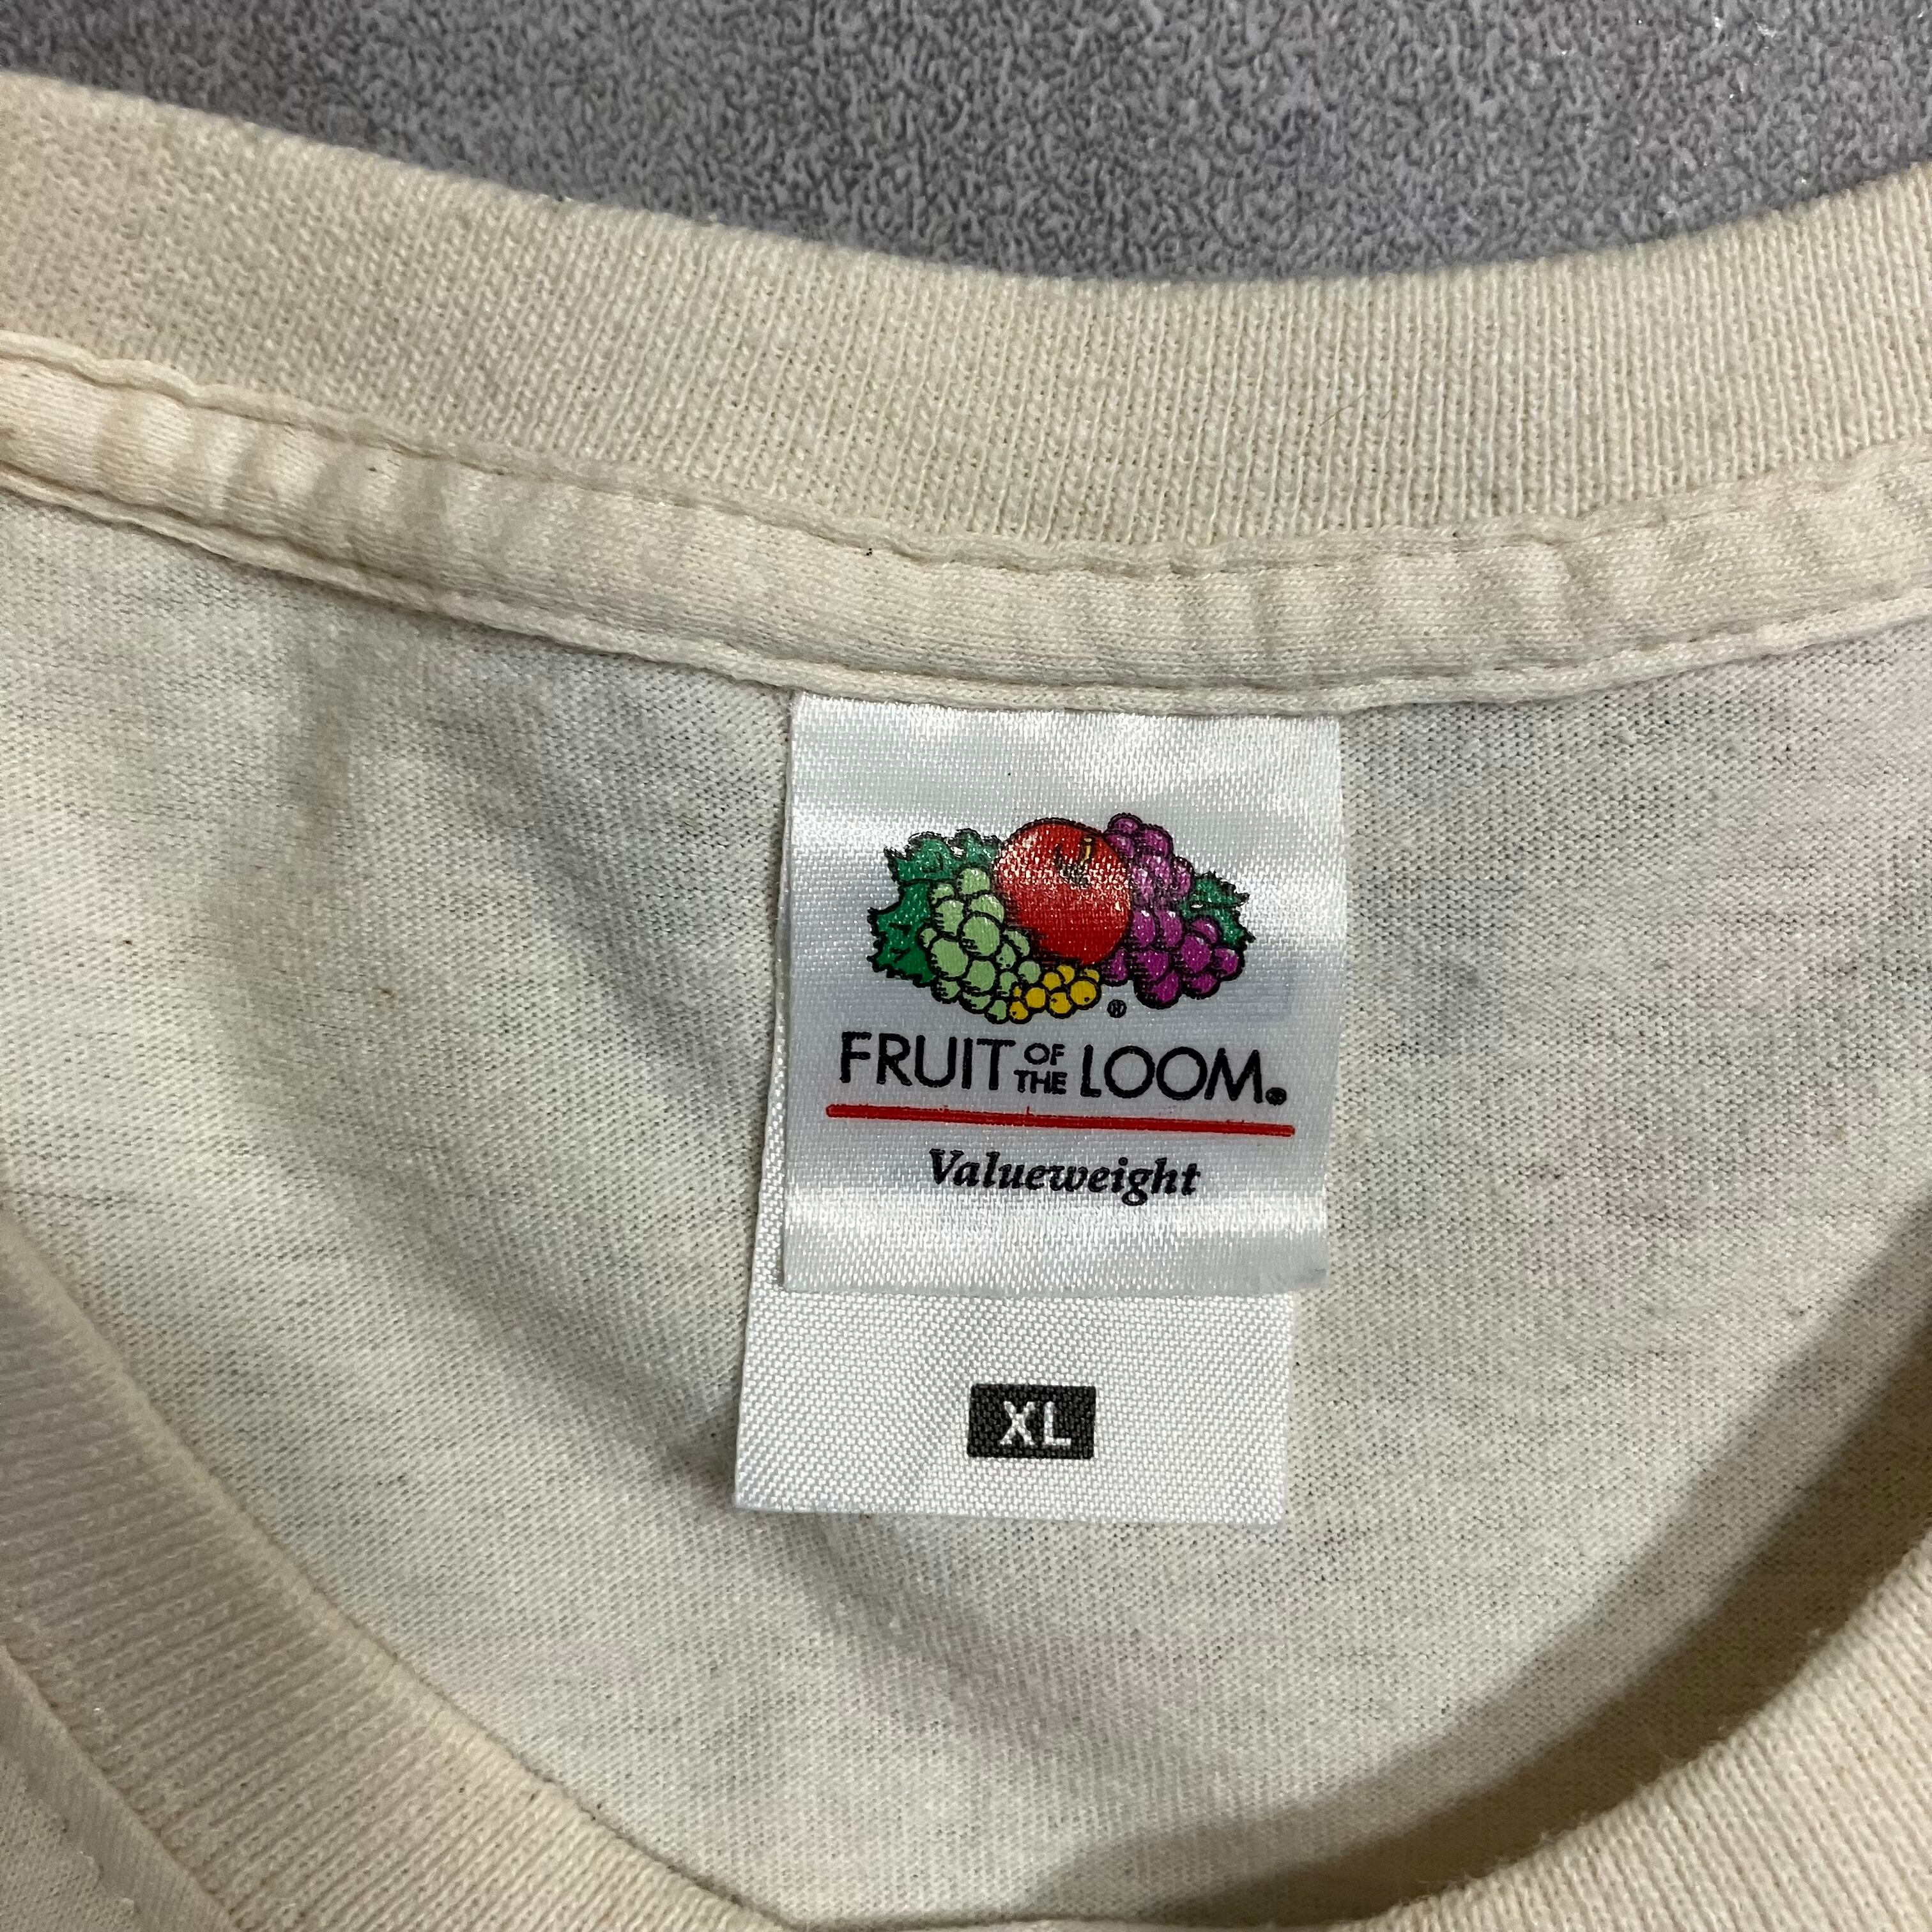 FRUIT OF THE LOOM®
Valueweight
XL